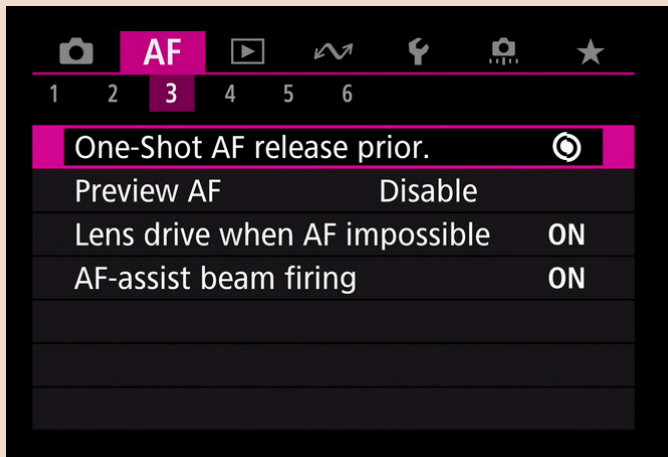 AF
1 2 3 4 5 6
One-Shot AF release prior.
Preview AF Disable
Lens drive when AF impossible ON
AF-assist beam firing ON